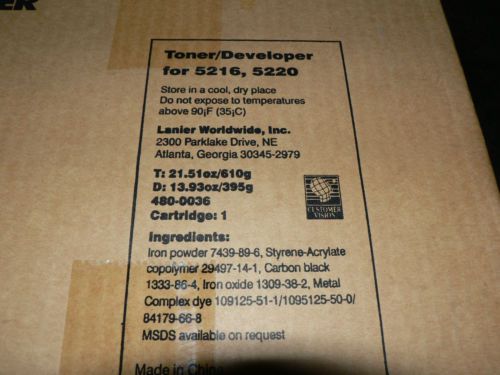 ER
Toner/Developer
for 5216, 5220
Store in a cool, dry place
Do not expose to temperatures
above 90¡F (35¡C)
Lanier Worldwide, Inc.
2300 Parklake Drive, NE
Atlanta, Georgia 30345-2979
T: 21.51oz/610g
D: 13.93oz/395g
480-0036
Cartridge: 1
CUSTOMER
VISION
Ingredients:
Iron powder 7439-89-6, Styrene-Acrylate
copolymer 29497-14-1, Carbon black
1333-86-4, Iron oxide 1309-38-2, Metal
Complex dye 109125-51-1/1095125-50-0/
84179-66-8
MSDS available on request
Made in China